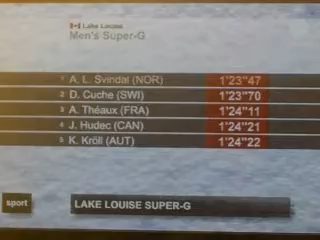 Lake Louise
Men's Super-G
1 A. L. Svindal (NOR) 1'23"47
2 D. Cuche (SWI) 1'23"70
3 A. Théaux (FRA) 1'24"11
4 J. Hudec (CAN) 1'24"21
5 K. Kröll (AUT) 1'24"22
sport LAKE LOUISE SUPER-G